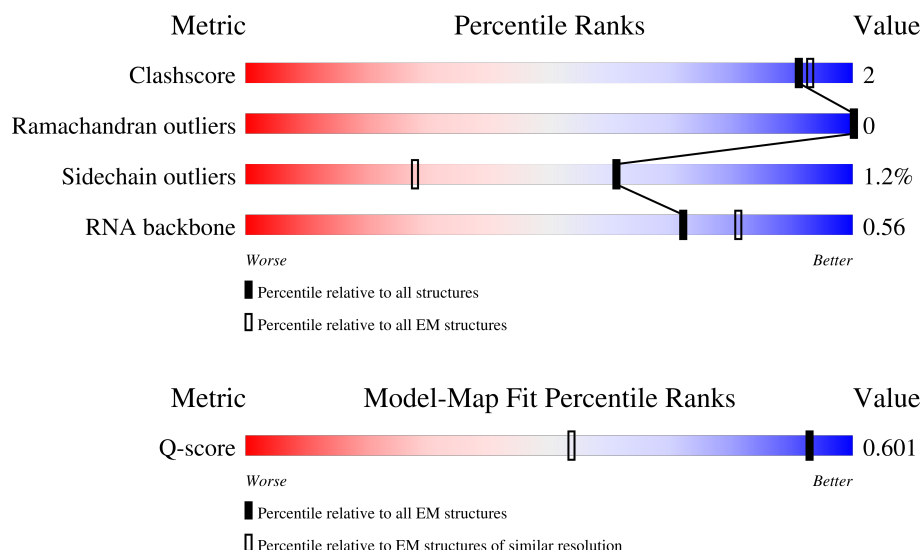 Metric Percentile Ranks Value
Clashscore 2
Ramachandran outliers 0
Sidechain outliers 1.2%
RNA backbone 0.56
Worse Better
Percentile relative to all structures
Percentile relative to all EM structures
Metric Model-Map Fit Percentile Ranks Value
Q-score 0.601
Worse Better
Percentile relative to all EM structures
Percentile relative to EM structures of similar resolution